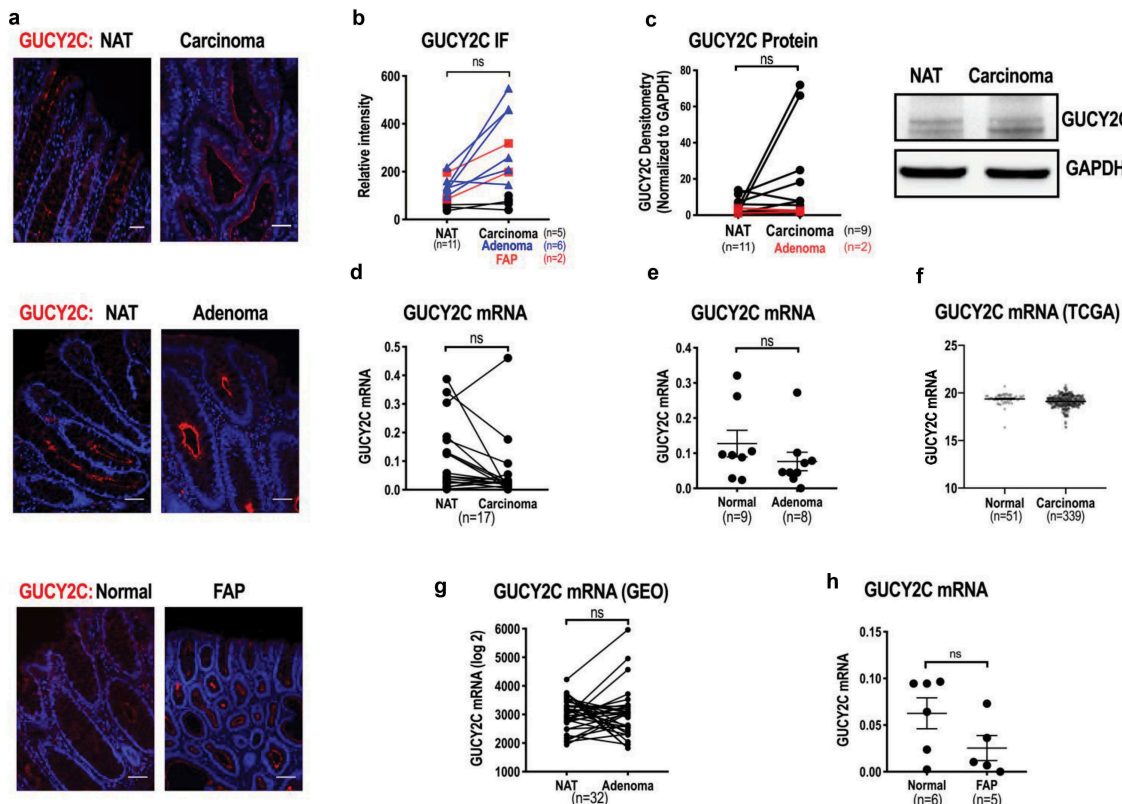 a
GUCY2C: NAT Carcinoma
b
GUCY2C IF
ns
600
400
200
0
Relative intensity
NAT Carcinoma (n=5)
(n=11) Adenoma (n=6)
FAP (n=2)
c
GUCY2C Protein
ns
80
60
40
20
0
GUCY2C Densitometry
(Normalized to GAPDH)
NAT Carcinoma (n=9)
(n=11) Adenoma (n=2)
NAT Carcinoma
GUCY2C
GAPDH
GUCY2C: NAT Adenoma
d
GUCY2C mRNA
ns
0.5
0.4
0.3
0.2
0.1
0.0
GUCY2C mRNA
NAT Carcinoma
(n=17)
e
GUCY2C mRNA
ns
0.4
0.3
0.2
0.1
0.0
GUCY2C mRNA
Normal Adenoma
(n=9) (n=8)
f
GUCY2C mRNA (TCGA)
25
20
15
10
GUCY2C mRNA
Normal Carcinoma
(n=51) (n=339)
GUCY2C: Normal FAP
g
GUCY2C mRNA (GEO)
ns
6000
5000
4000
3000
2000
1000
GUCY2C mRNA (log 2)
NAT Adenoma
(n=32)
h
GUCY2C mRNA
ns
0.15
0.10
0.05
0.00
GUCY2C mRNA
Normal FAP
(n=6) (n=5)